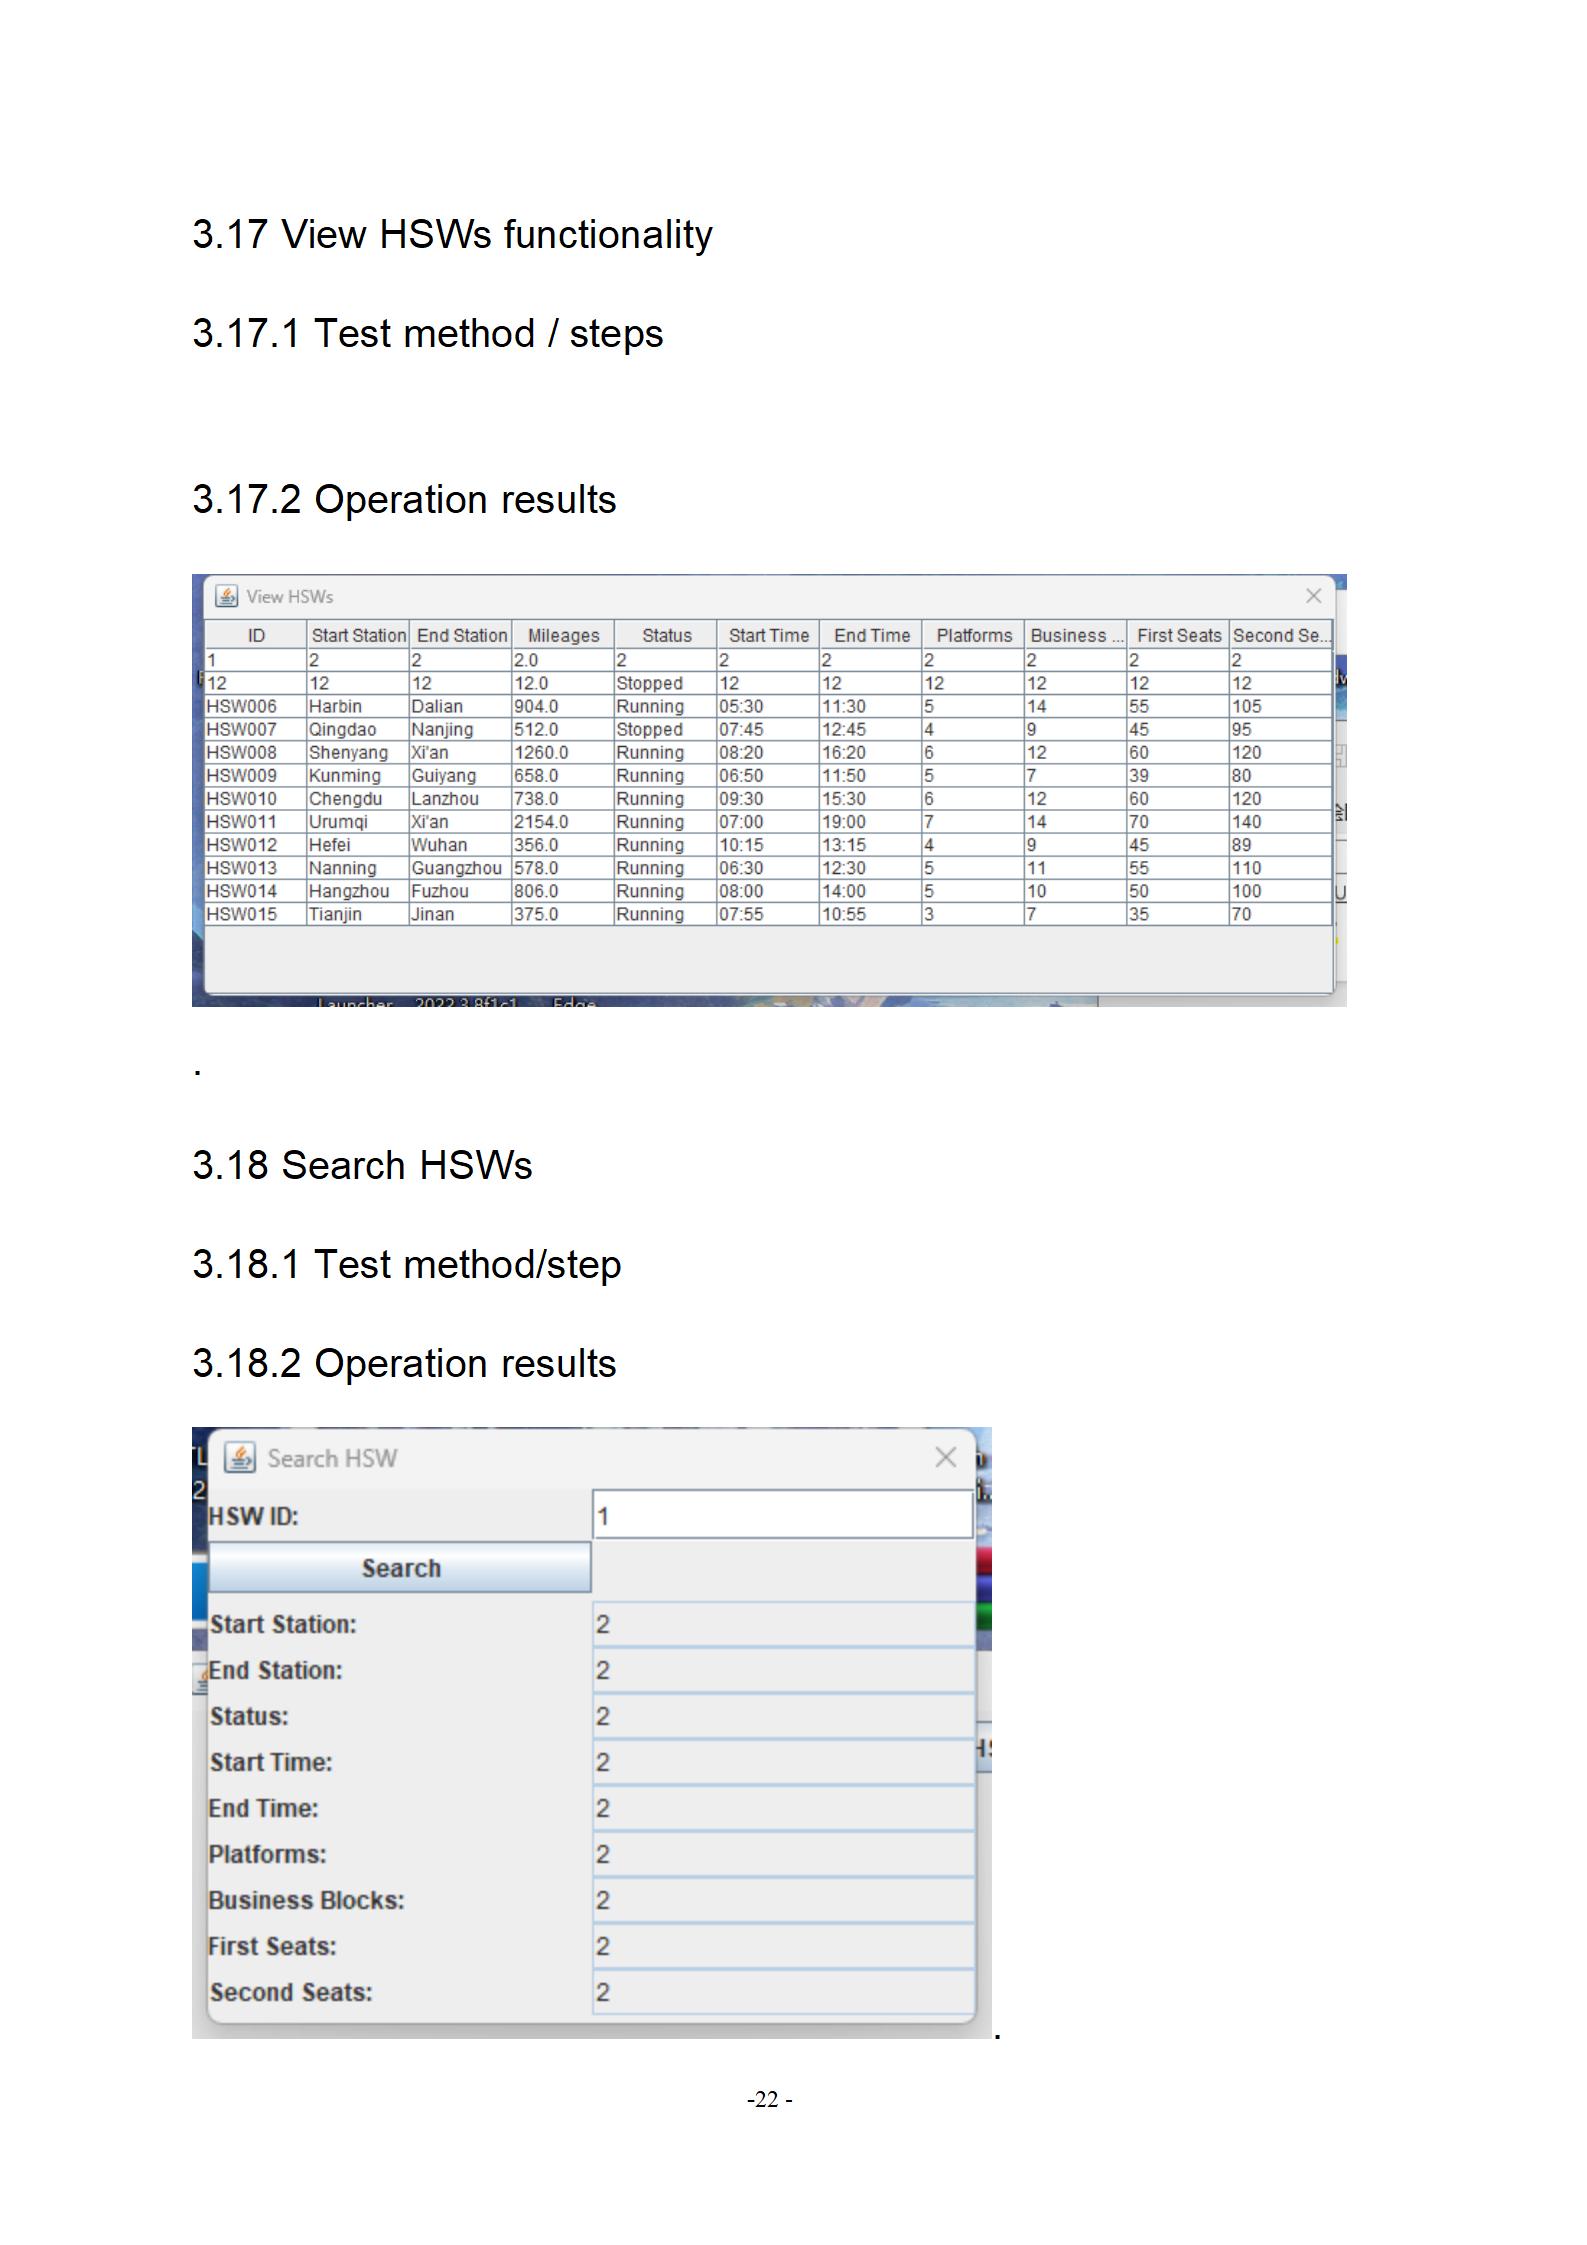 3.17 View HSWs functionality
3.17.1 Test method / steps
3.17.2 Operation results
View HSWs
ID Start Station End Station Mileages Status Start Time End Time Platforms Business ... First Seats Second Se...
1 2 2 2.0 2 2 2 2 2 2 2
12 12 12 12.0 Stopped 12 12 12 12 12 12
HSW006 Harbin Dalian 904.0 Running 05:30 11:30 5 14 55 105
HSW007 Qingdao Nanjing 512.0 Stopped 07:45 12:45 4 9 45 95
HSW008 Shenyang Xi'an 1260.0 Running 08:20 16:20 6 12 60 120
HSW009 Kunming Guiyang 658.0 Running 06:50 11:50 5 7 39 80
HSW010 Chengdu Lanzhou 738.0 Running 09:30 15:30 6 12 60 120
HSW011 Urumqi Xi'an 2154.0 Running 07:00 19:00 7 14 70 140
HSW012 Hefei Wuhan 356.0 Running 10:15 13:15 4 9 45 89
HSW013 Nanning Guangzhou 578.0 Running 06:30 12:30 5 11 55 110
HSW014 Hangzhou Fuzhou 806.0 Running 08:00 14:00 5 10 50 100
HSW015 Tianjin Jinan 375.0 Running 07:55 10:55 3 7 35 70
Launcher 2022.3.8f1c1 Edge
.
3.18 Search HSWs
3.18.1 Test method/step
3.18.2 Operation results
Search HSW
HSW ID: 1
Search
Start Station: 2
End Station: 2
Status: 2
Start Time: 2
End Time: 2
Platforms: 2
Business Blocks: 2
First Seats: 2
Second Seats: 2
.
-22 -